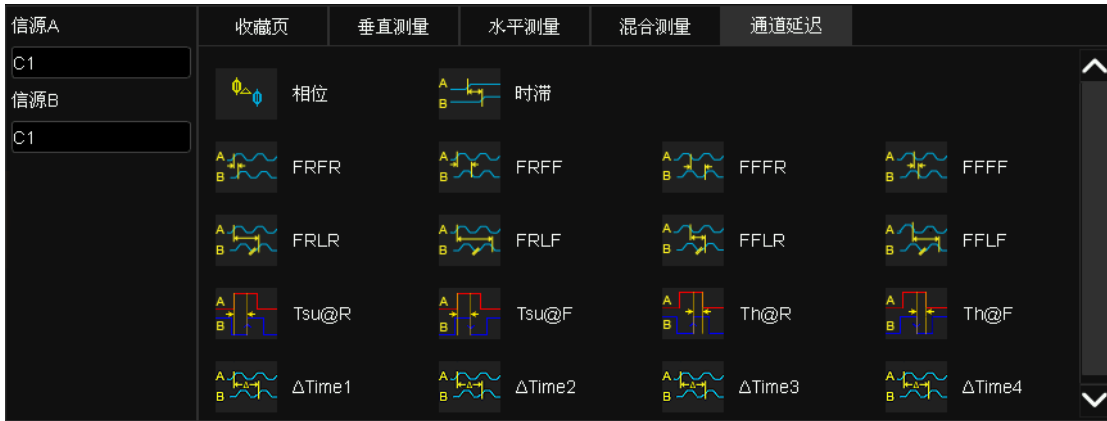 信源A
C1
信源B
C1
收藏页 垂直测量 水平测量 混合测量 通道延迟
相位 A B 时滞
A B FRFR A B FRFF A B FFFR A B FFFF
A B FRLR A B FRLF A B FFLR A B FFLF
A B Tsu@R A B Tsu@F A B Th@R A B Th@F
A B ΔTime1 A B ΔTime2 A B ΔTime3 A B ΔTime4